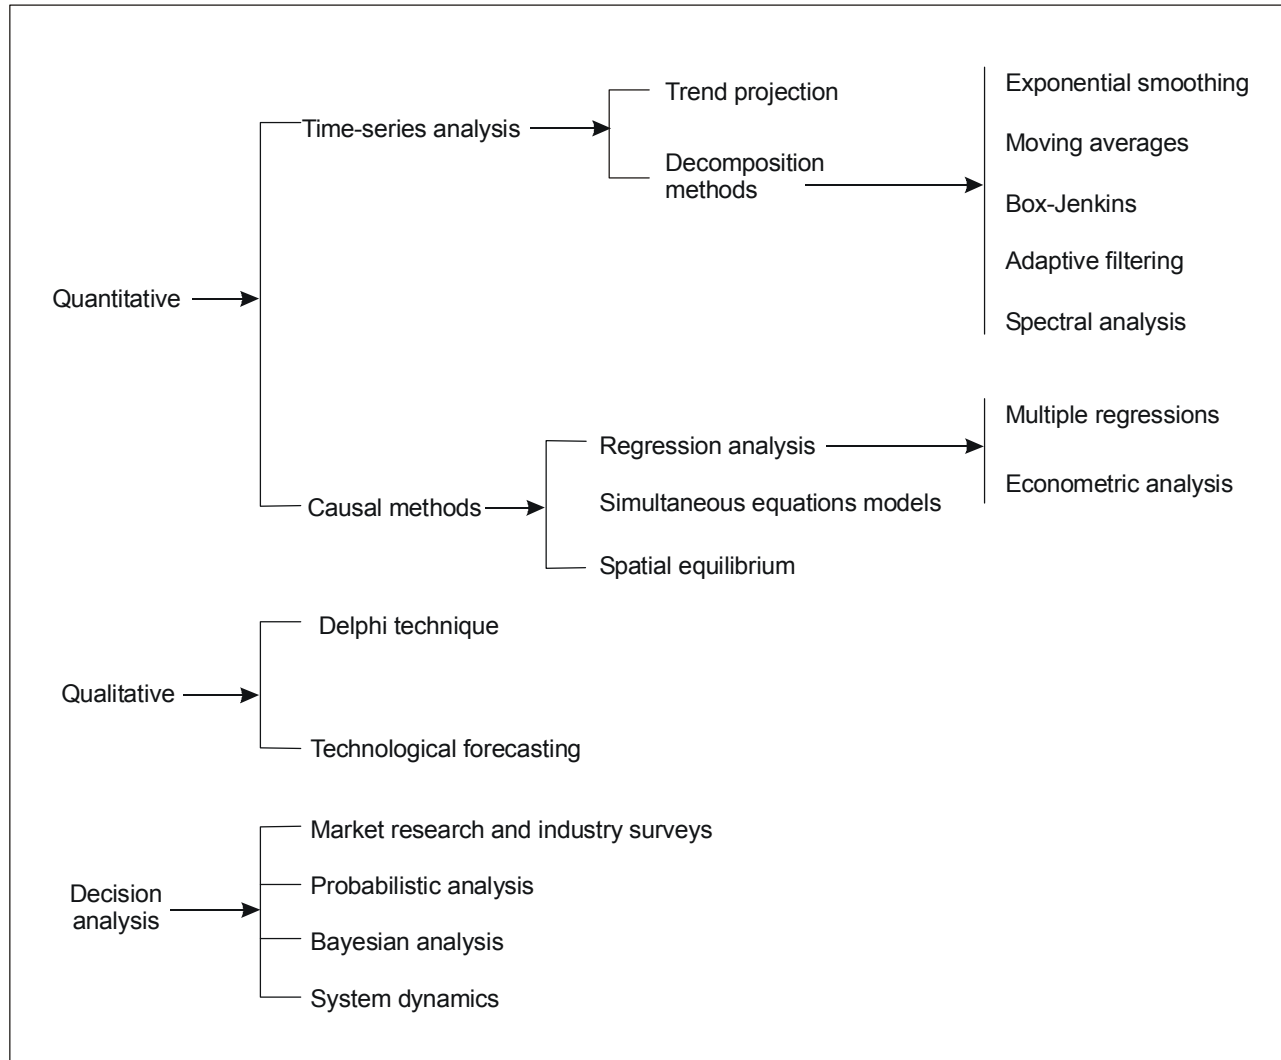 Quantitative
Time-series analysis
Trend projection
Decomposition
methods
Exponential smoothing
Moving averages
Box-Jenkins
Adaptive filtering
Spectral analysis
Causal methods
Regression analysis
Simultaneous equations models
Spatial equilibrium
Multiple regressions
Econometric analysis
Qualitative
Delphi technique
Technological forecasting
Decision
analysis
Market research and industry surveys
Probabilistic analysis
Bayesian analysis
System dynamics